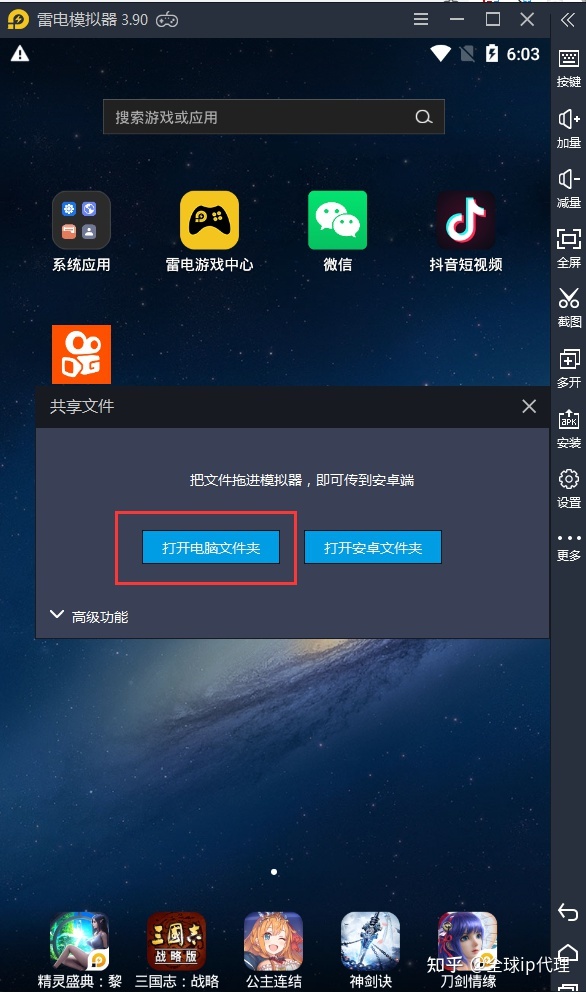 雷电模拟器 3.90
6:03
搜索游戏或应用
系统应用
雷电游戏中心
微信
抖音短视频
共享文件
把文件拖进模拟器，即可传到安卓端
打开电脑文件夹
打开安卓文件夹
高级功能
按键
加量
减量
全屏
截图
多开
APK
安装
设置
更多
三國志
战略版
精灵盛典：黎
三国志：战略
公主连结
神剑诀
刀剑情缘
知乎 @全球ip代理